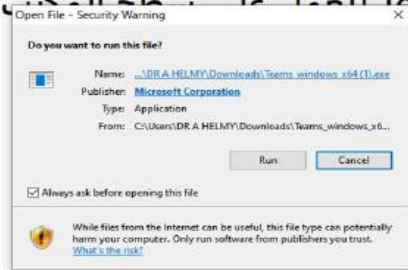 Open File - Security Warning
Do you want to run this file?
Name: ...\DR A HELMY\Downloads\Teams_windows_x64 (1).exe
Publisher: Microsoft Corporation
Type: Application
From: C:\Users\DR A HELMY\Downloads\Teams_windows_x6...
Run Cancel
Always ask before opening this file
While files from the Internet can be useful, this file type can potentially
harm your computer. Only run software from publishers you trust.
What's the risk?